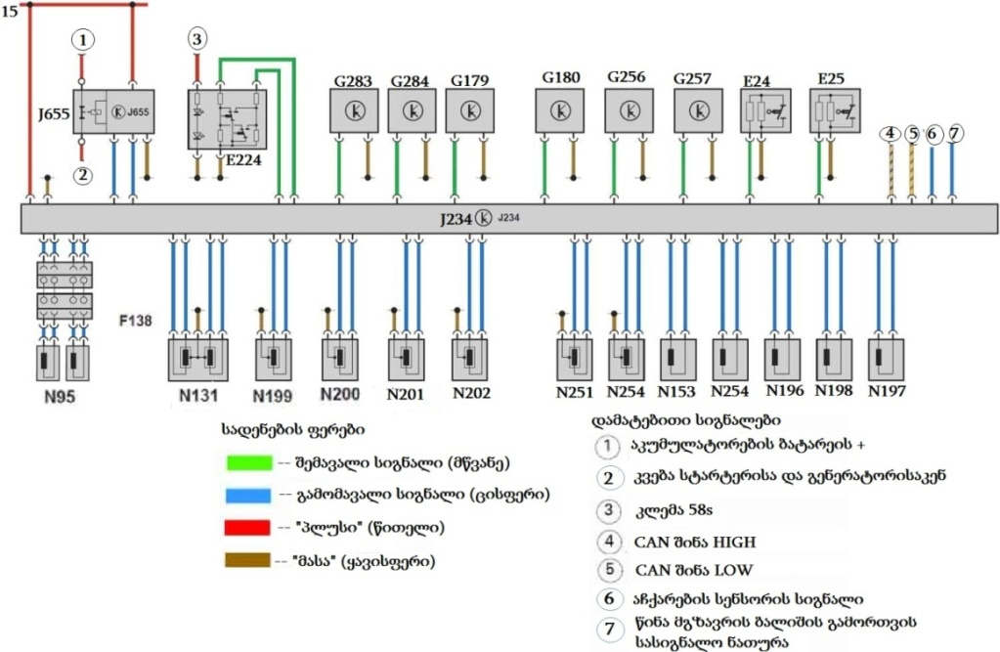 15
1
3
G283
G284
G179
G180
G256
G257
E24
E25
J655
J655
2
E224
4
5
6
7
J234 J234
F138
N95
N131
N199
N200
N201
N202
N251
N254
N153
N254
N196
N198
N197
სადენების ფერები
-- შემავალი სიგნალი (მწვანე)
-- გამომავალი სიგნალი (ცისფერი)
-- "პლუსი" (წითელი)
-- "მასა" (ყავისფერი)
დამატებითი სიგნალები
1 აკუმულატორების ბატარეის +
2 კვება სტარტერისა და გენერატორისაკენ
3 კლემა 58s
4 CAN შინა HIGH
5 CAN შინა LOW
6 აჩქარების სენსორის სიგნალი
7 წინა მგზავრის ბალიშის გამორთვის
სასიგნალო ნათურა